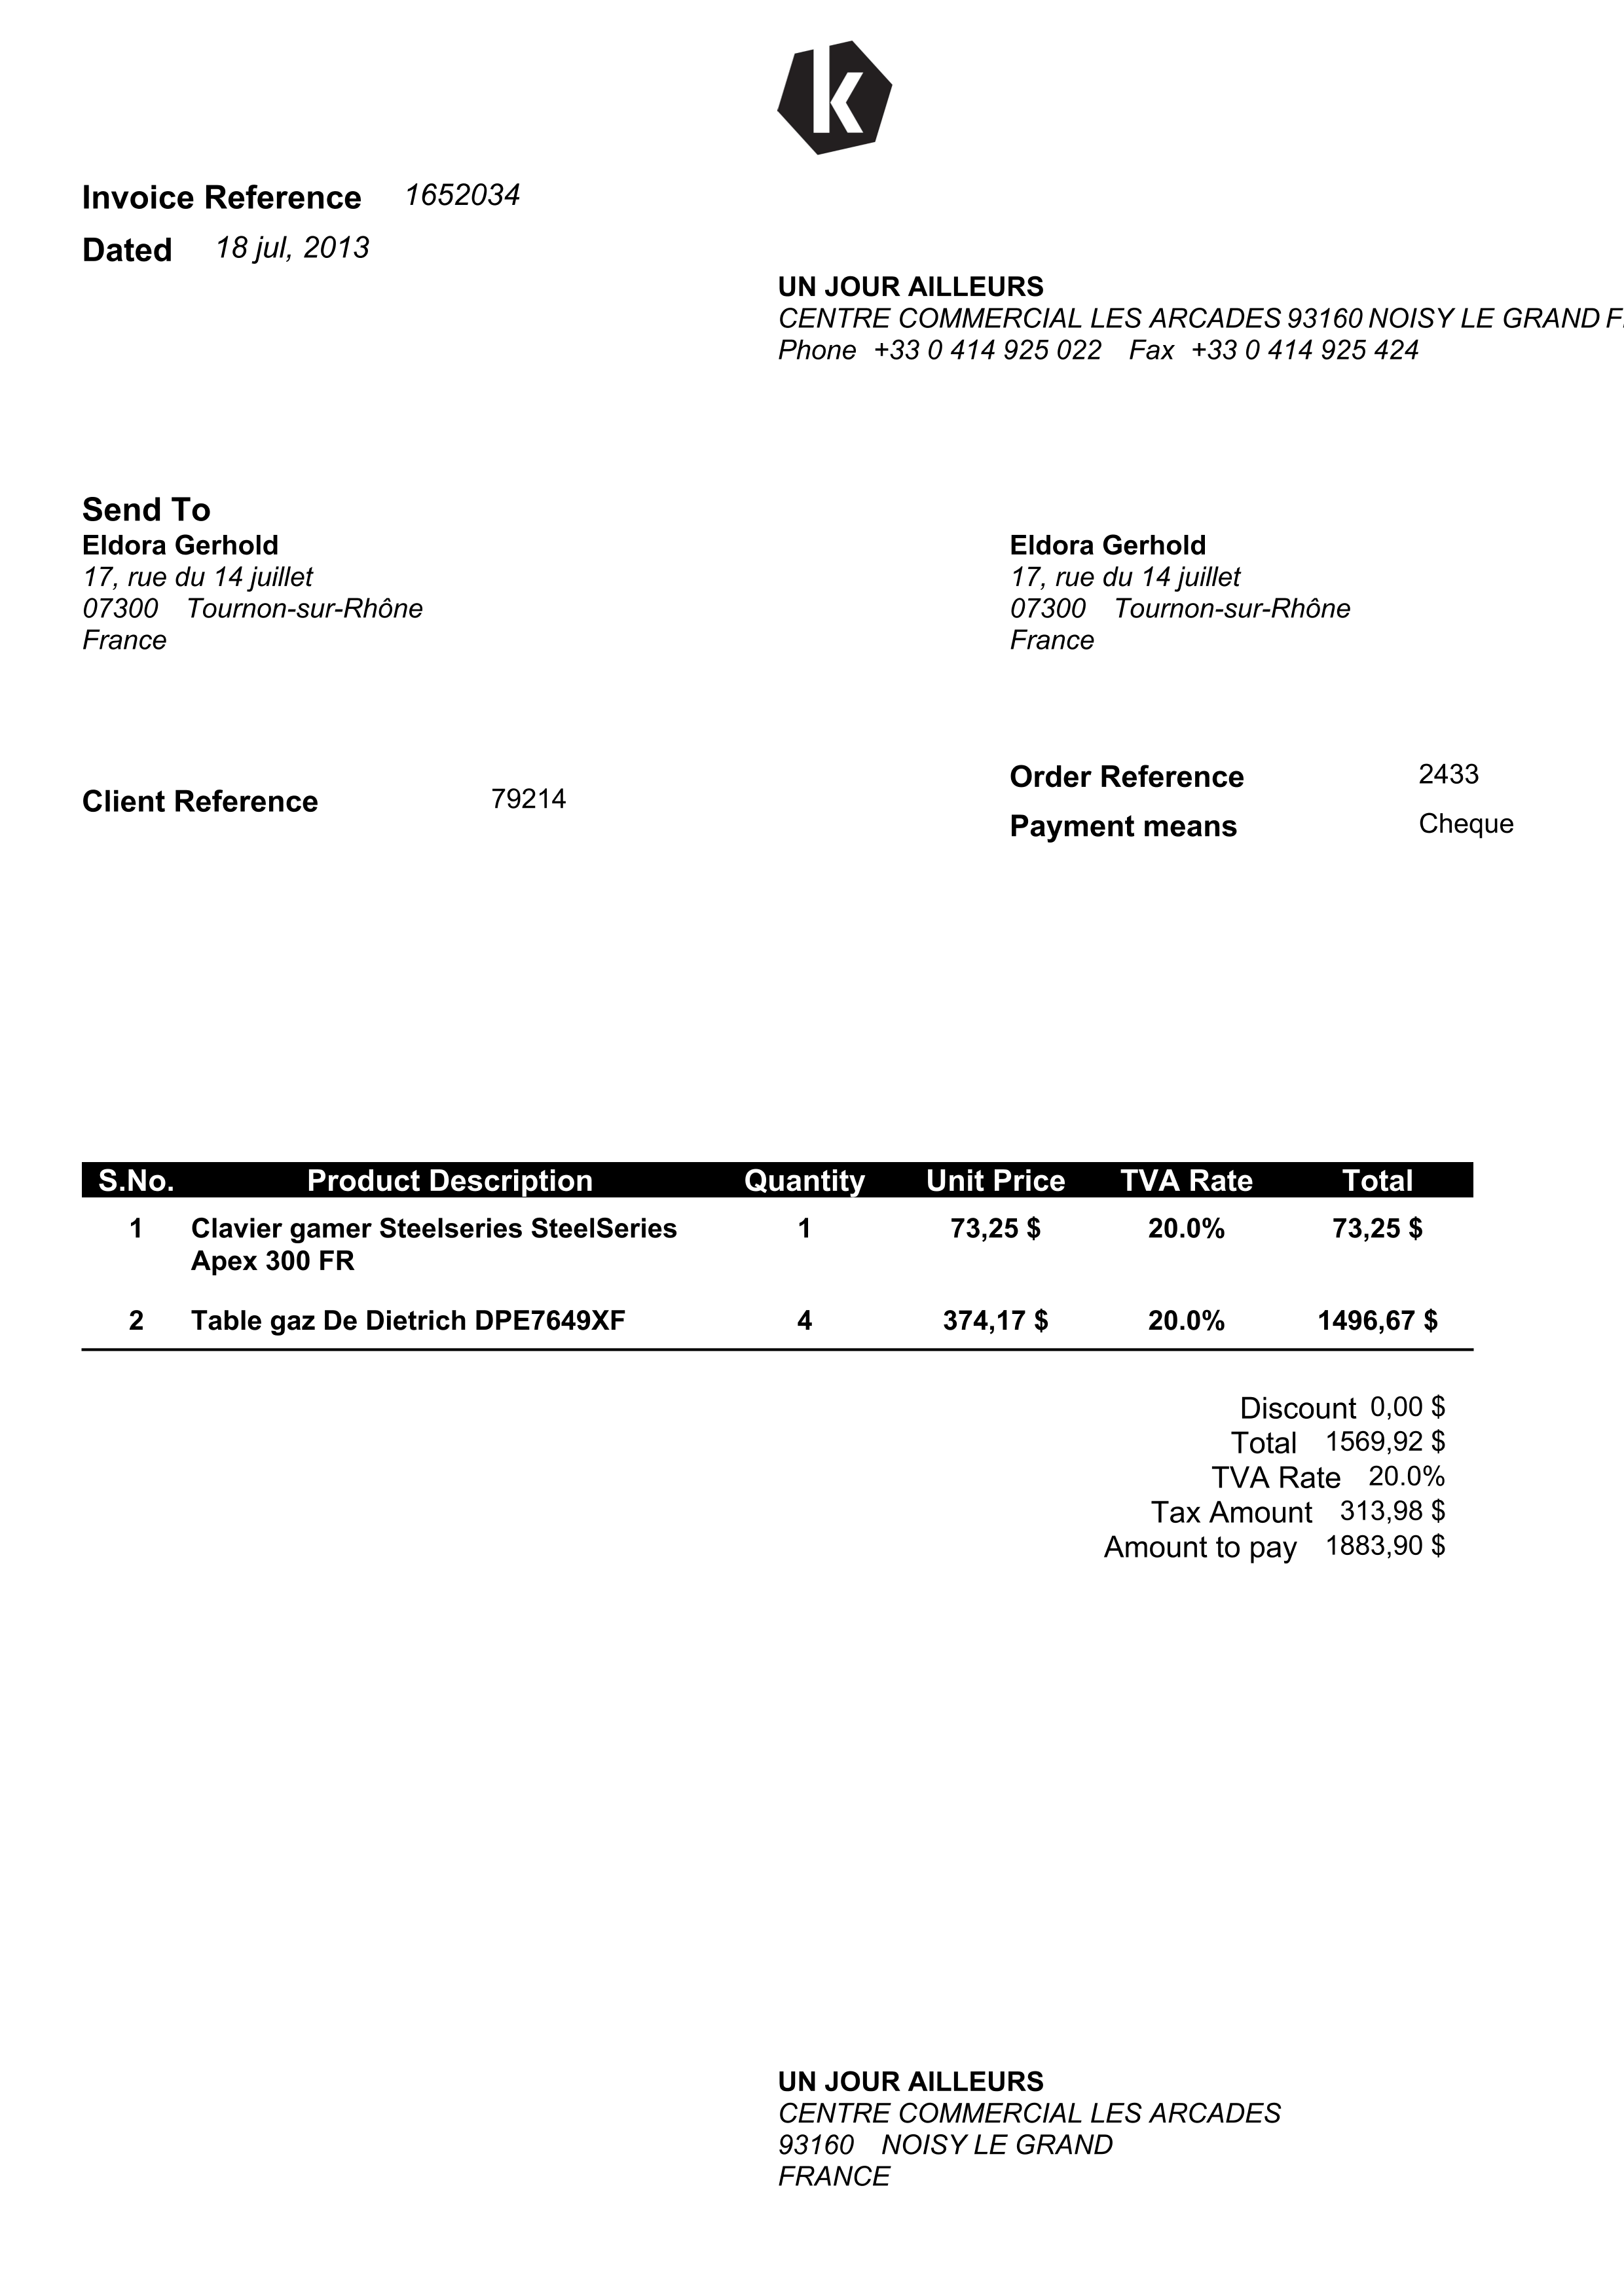 k
Invoice Reference 1652034
Dated 18 jul, 2013
UN JOUR AILLEURS
CENTRE COMMERCIAL LES ARCADES 93160 NOISY LE GRAND
Phone +33 0 414 925 022 Fax +33 0 414 925 424
Send To
Eldora Gerhold
17, rue du 14 juillet
07300 Tournon-sur-Rhône
France
Eldora Gerhold
17, rue du 14 juillet
07300 Tournon-sur-Rhône
France
Client Reference 79214
Order Reference 2433
Payment means Cheque
S.No. Product Description Quantity Unit Price TVA Rate Total
1 Clavier gamer Steelseries SteelSeries 1 73,25 $ 20.0% 73,25 $
Apex 300 FR
2 Table gaz De Dietrich DPE7649XF 4 374,17 $ 20.0% 1496,67 $
Discount 0,00 $
Total 1569,92 $
TVA Rate 20.0%
Tax Amount 313,98 $
Amount to pay 1883,90 $
UN JOUR AILLEURS
CENTRE COMMERCIAL LES ARCADES
93160 NOISY LE GRAND
FRANCE